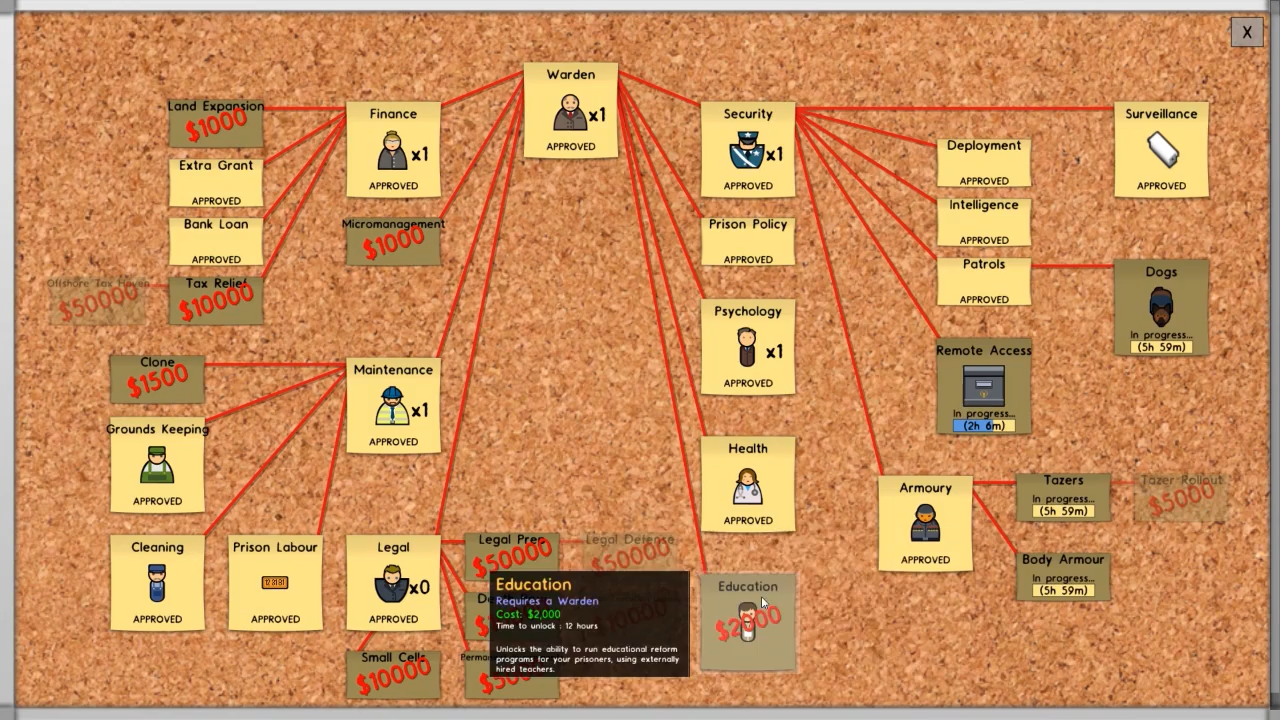 X
Warden
x1
APPROVED
Land Expansion
$1000
Finance
x1
APPROVED
Security
x1
APPROVED
Surveillance
APPROVED
Deployment
APPROVED
Extra Grant
APPROVED
Intelligence
APPROVED
Bank Loan
APPROVED
Micromanagement
$1000
Prison Policy
APPROVED
Patrols
APPROVED
Dogs
In progress...
(5h 59m)
Offshore Tax Haven
$50000
Tax Relief
$10000
Psychology
x1
APPROVED
Remote Access
In progress...
(2h 6m)
Clone
$1500
Maintenance
x1
APPROVED
Grounds Keeping
APPROVED
Health
APPROVED
Armoury
APPROVED
Tazers
In progress...
(5h 59m)
Tazer Rollout
$5000
Body Armour
In progress...
(5h 59m)
Cleaning
APPROVED
Prison Labour
APPROVED
Legal
x0
APPROVED
Legal Prep
$50000
Legal Defense
$50000
Small Cells
$10000
Education
Requires a Warden
Cost: $2,000
Time to unlock : 12 hours
Unlocks the ability to run educational reform
programs for your prisoners, using externally
hired teachers.
Education
$2000